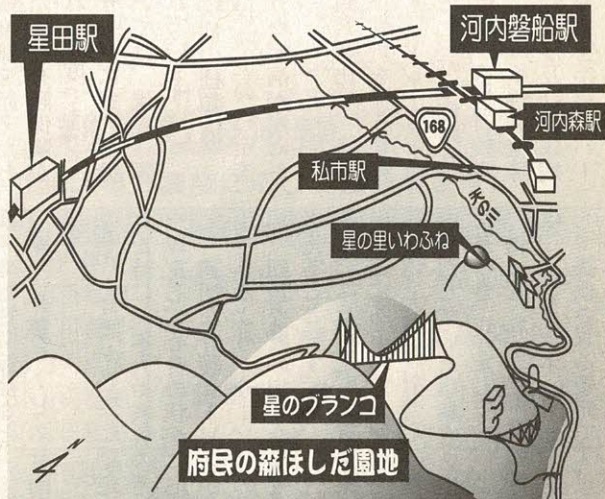 星田駅
河内磐船駅
168
河内森駅
私市駅
天の川
星の里いわふね
星のブランコ
府民の森ほしだ園地